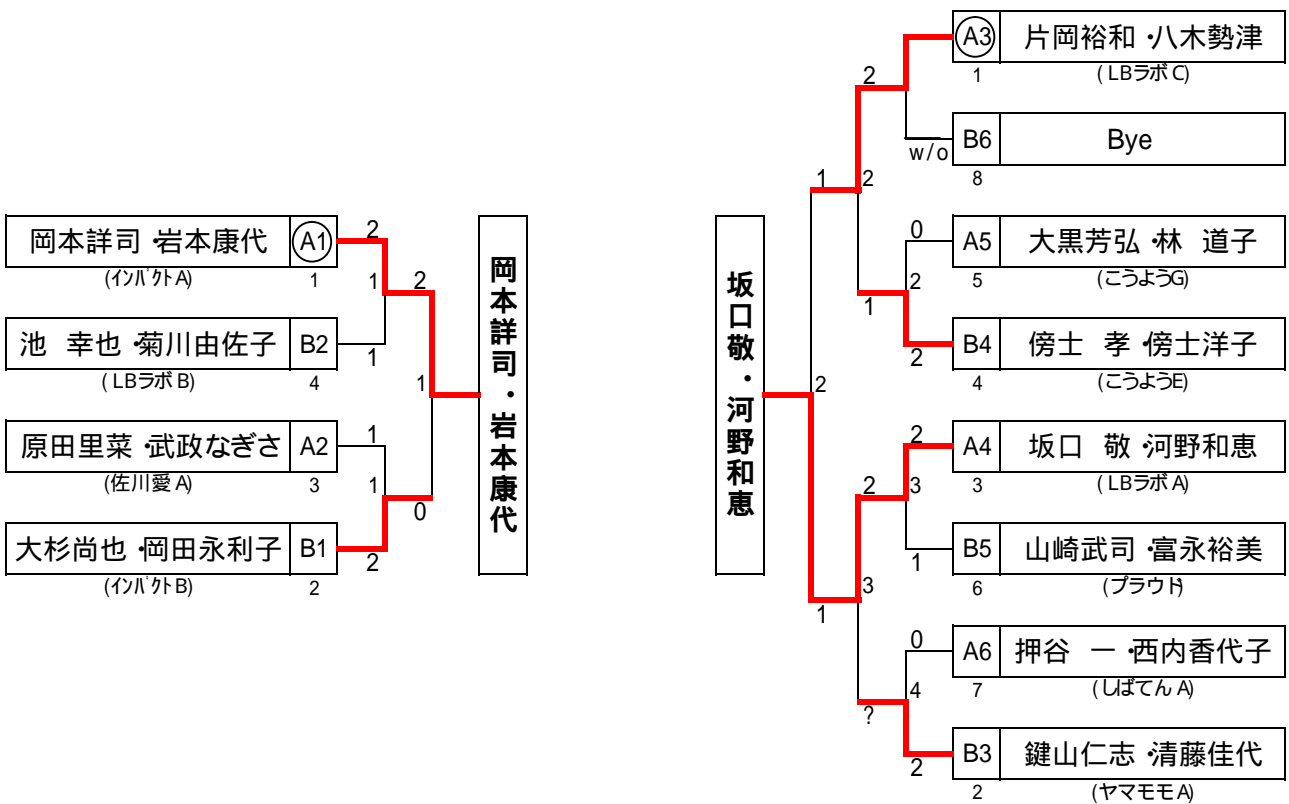 岡本詳司・岩本康代 A1
(インパクトA) 1
池 幸也・菊川由佐子 B2
(LBラボB) 4
原田里菜・武政なぎさ A2
(佐川愛A) 3
大杉尚也・岡田永利子 B1
(インパクトB) 2
2
1
1
2
1
1
1
2
0
岡本詳司・岩本康代
坂口敬・河野和恵
A3 片岡裕和・八木勢津
1 (LBラボC)
B6 Bye
8
A5 大黒芳弘・林 道子
5 (こうようG)
B4 傍士 孝・傍士洋子
4 (こうようE)
A4 坂口 敬・河野和恵
3 (LBラボA)
B5 山崎武司・富永裕美
6 (プラウド)
A6 押谷 一・西内香代子
7 (しばてんA)
B3 鍵山仁志・清藤佳代
2 (ヤマモモA)
2
w/o
1
2
0
2
1
2
2
2
2
3
1
3
1
0
4
?
2